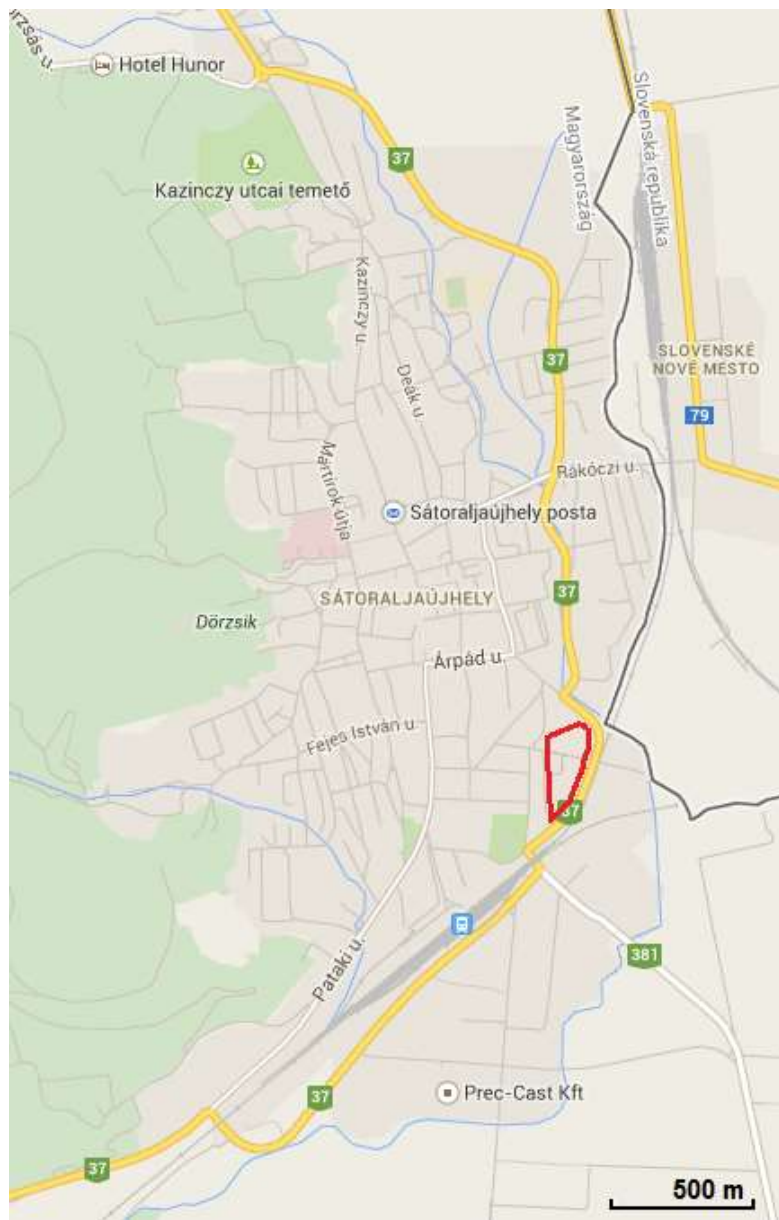 orzsás u.
Hotel Hunor
Kazinczy utcai temető
37
Magyarország
Slovenská republika
Kazinczy u.
Deák u.
37
SLOVENSKÉ
NOVÉ MESTO
79
Mártírok útja
Rákóczi u.
Sátoraljaújhely posta
37
SÁTORALJAÚJHELY
Dörzsik
Árpád u.
Fejes István u.
37
Pataki u.
381
37
Prec-Cast Kft
37
500 m